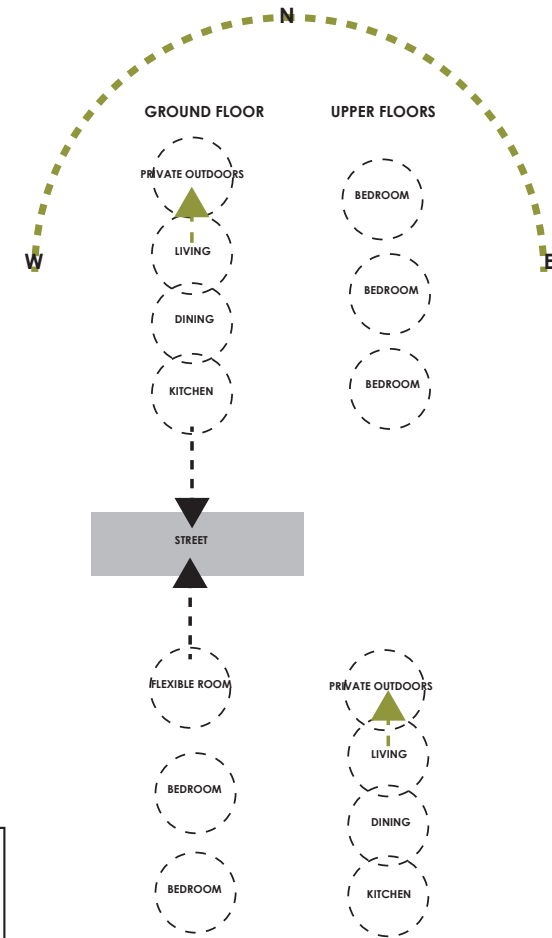 N
GROUND FLOOR
UPPER FLOORS
PRIVATE OUTDOORS
BEDROOM
W
LIVING
E
BEDROOM
DINING
BEDROOM
KITCHEN
STREET
FLEXIBLE ROOM
PRIVATE OUTDOORS
LIVING
BEDROOM
DINING
BEDROOM
KITCHEN